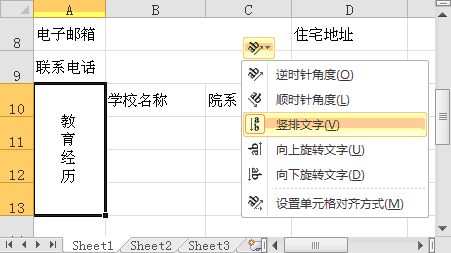 A B C D
8 电子邮箱 住宅地址
9 联系电话
10 学校名称 院系
11
12
13
教育经历
逆时针角度(O)
顺时针角度(L)
竖排文字(V)
向上旋转文字(U)
向下旋转文字(D)
设置单元格对齐方式(M)
Sheet1 Sheet2 Sheet3